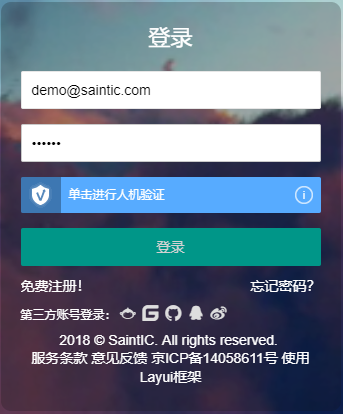 登录
demo@saintic.com
••••••
单击进行人机验证
登录
免费注册！ 忘记密码？
第三方账号登录：
2018 © SaintIC. All rights reserved.
服务条款 意见反馈 京ICP备14058611号 使用
Layui框架